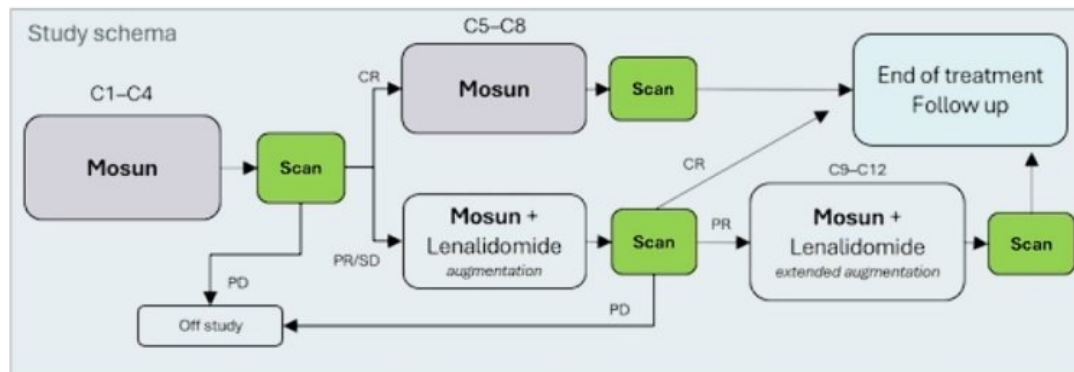 Study schema
C1–C4
Mosun
Scan
CR
C5–C8
Mosun
Scan
End of treatment
Follow up
PR/SD
Mosun +
Lenalidomide
augmentation
Scan
CR
PR
C9–C12
Mosun +
Lenalidomide
extended augmentation
Scan
PD
Off study
PD